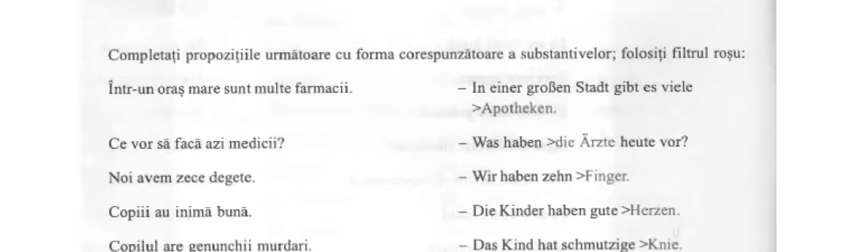 Completați propozițiile următoare cu forma corespunzătoare a substantivelor; folosiți filtrul roșu:
Într-un oraș mare sunt multe farmacii. – In einer großen Stadt gibt es viele
>Apotheken.
Ce vor să facă azi medicii? – Was haben >die Ärzte heute vor?
Noi avem zece degete. – Wir haben zehn >Finger.
Copiii au inimă bună. – Die Kinder haben gute >Herzen.
Copilul are genunchii murdari. – Das Kind hat schmutzige >Knie.